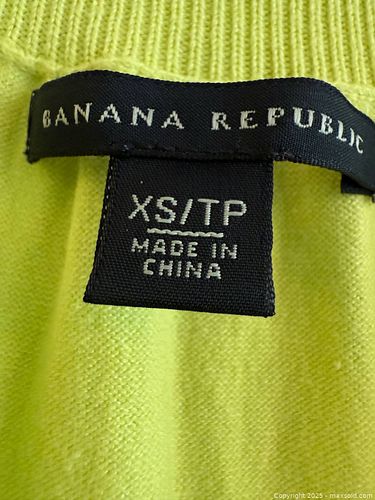 BANANA REPUBLIC
XS/TP
MADE IN
CHINA
Copyright 2025 - maxsold.com